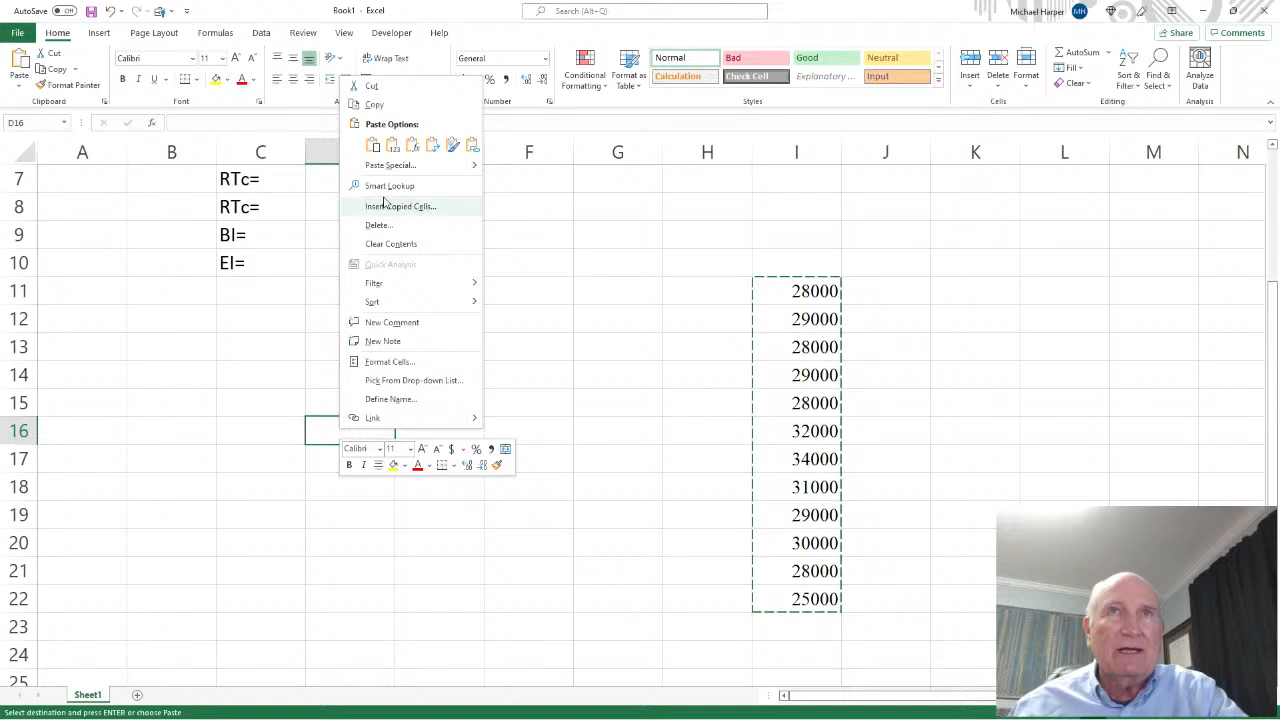 AutoSave Off
Book1 - Excel
Search (Alt+Q)
Michael Harper MH
File Home Insert Page Layout Formulas Data Review View Developer Help
Share Comments
Paste
Cut
Copy
Format Painter
Clipboard
Calibri 11
B I U
Font
Wrap Text
General
Number
Conditional Formatting
Format as Table
Normal Bad Good Neutral
Calculation Check Cell Explanatory ... Input
Styles
Insert Delete Format
Cells
AutoSum
Fill
Clear
Sort & Filter
Find & Select
Editing
Analyze Data
Analysis
D16
fx
A B C F G H I J K L M N
7 RTc=
8 RTc=
9 BI=
10 EI=
11 28000
12 29000
13 28000
14 29000
15 28000
16 32000
17 34000
18 31000
19 29000
20 30000
21 28000
22 25000
23
24
25
Cut
Copy
Paste Options:
Paste Special...
Smart Lookup
Insert Copied Cells...
Delete...
Clear Contents
Quick Analysis
Filter
Sort
New Comment
New Note
Format Cells...
Pick From Drop-down List...
Define Name...
Link
Calibri 11 A^ A $ % ,
B I A
Sheet1
Select destination and press ENTER or choose Paste